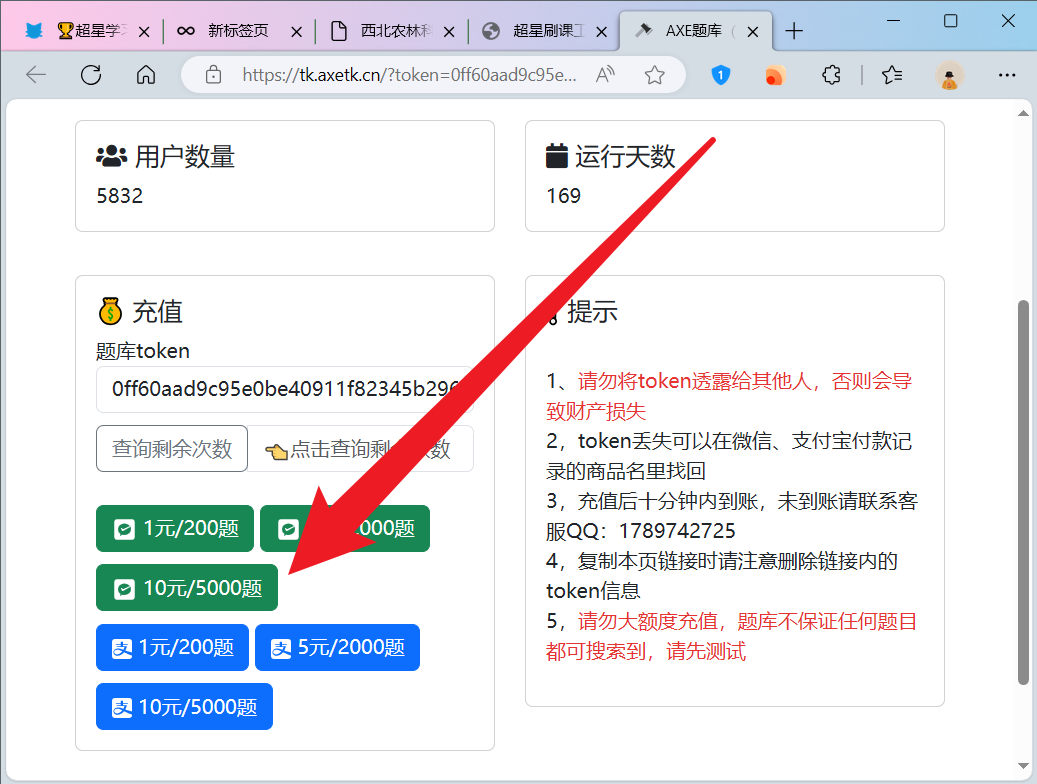 超星学
新标签页
西北农林科
超星刷课工
AXE题库（
https://tk.axetk.cn/?token=0ff60aad9c95e...
用户数量
5832
运行天数
169
充值
题库token
0ff60aad9c95e0be40911f82345b296
查询剩余次数
点击查询剩 次数
1元/200题
000题
10元/5000题
支 1元/200题
支 5元/2000题
支 10元/5000题
提示
1、请勿将token透露给其他人，否则会导
致财产损失
2，token丢失可以在微信、支付宝付款记
录的商品名里找回
3，充值后十分钟内到账，未到账请联系客
服QQ：1789742725
4，复制本页链接时请注意删除链接内的
token信息
5，请勿大额度充值，题库不保证任何题目
都可搜索到，请先测试